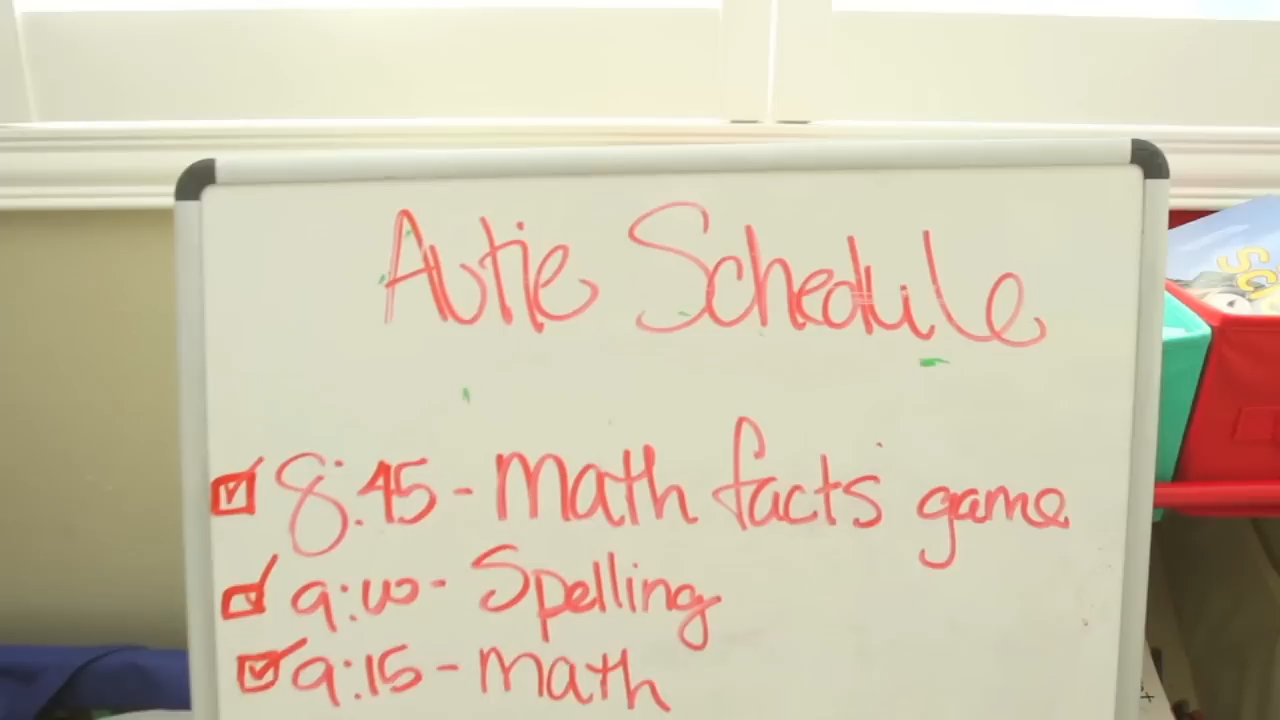 Autie Schedule
8:45 - Math facts game
9:00 - Spelling
9:15 - Math